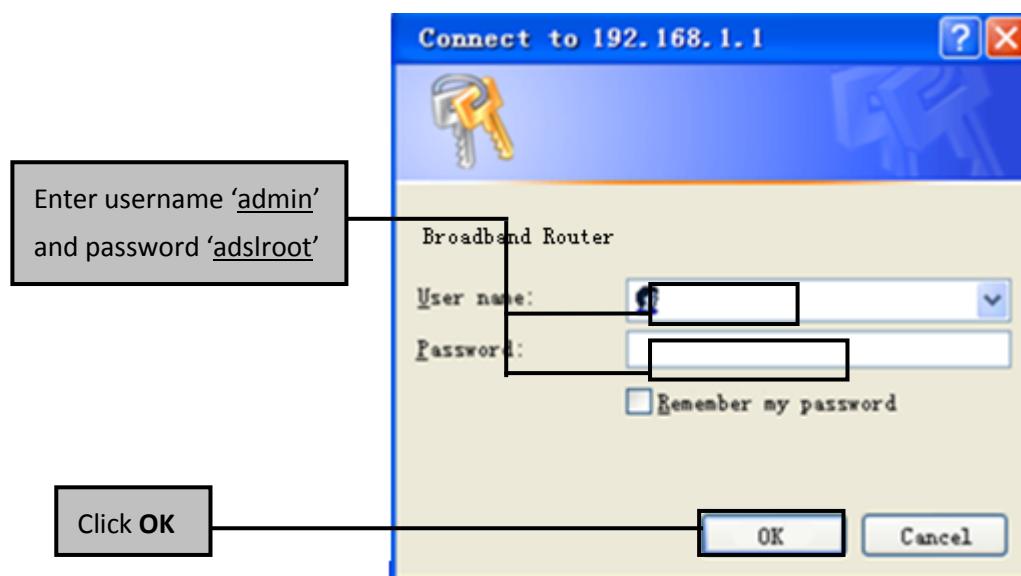 Connect to 192.168.1.1
Enter username ‘admin’
and password ‘adslroot’
Broadband Router
User name:
Password:
Remember my password
Click OK
OK
Cancel